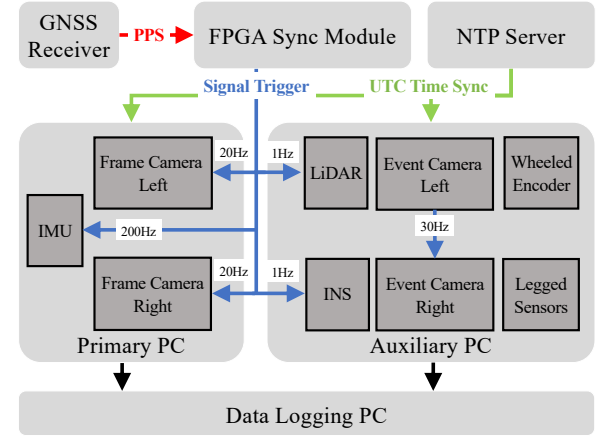 GNSS
Receiver
PPS
FPGA Sync Module
NTP Server
Signal Trigger
UTC Time Sync
Frame Camera
Left
20Hz
1Hz
LiDAR
Event Camera
Left
Wheeled
Encoder
IMU
200Hz
30Hz
Frame Camera
Right
20Hz
1Hz
INS
Event Camera
Right
Legged
Sensors
Primary PC
Auxiliary PC
Data Logging PC